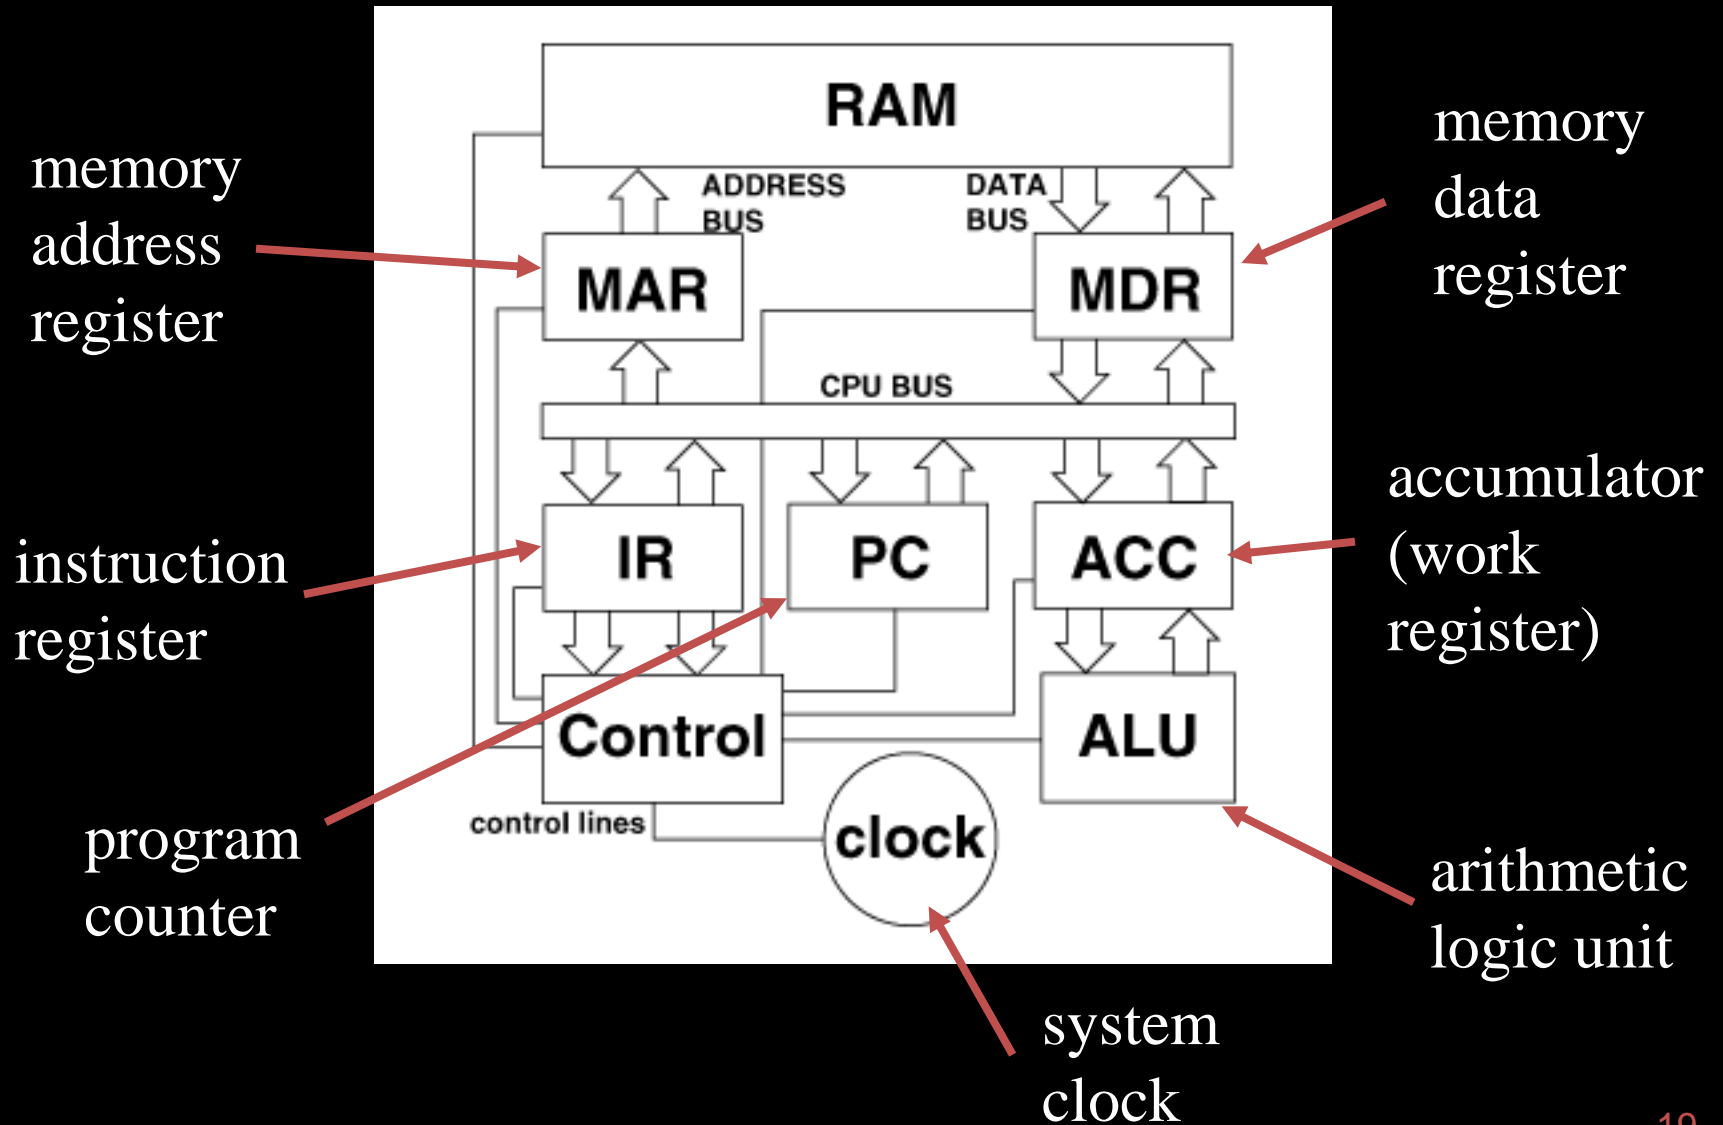 RAM
memory
address
register
ADDRESS
BUS
DATA
BUS
memory
data
register
MAR
MDR
CPU BUS
instruction
register
IR
PC
ACC
accumulator
(work
register)
Control
ALU
control lines
clock
program
counter
arithmetic
logic unit
system
clock